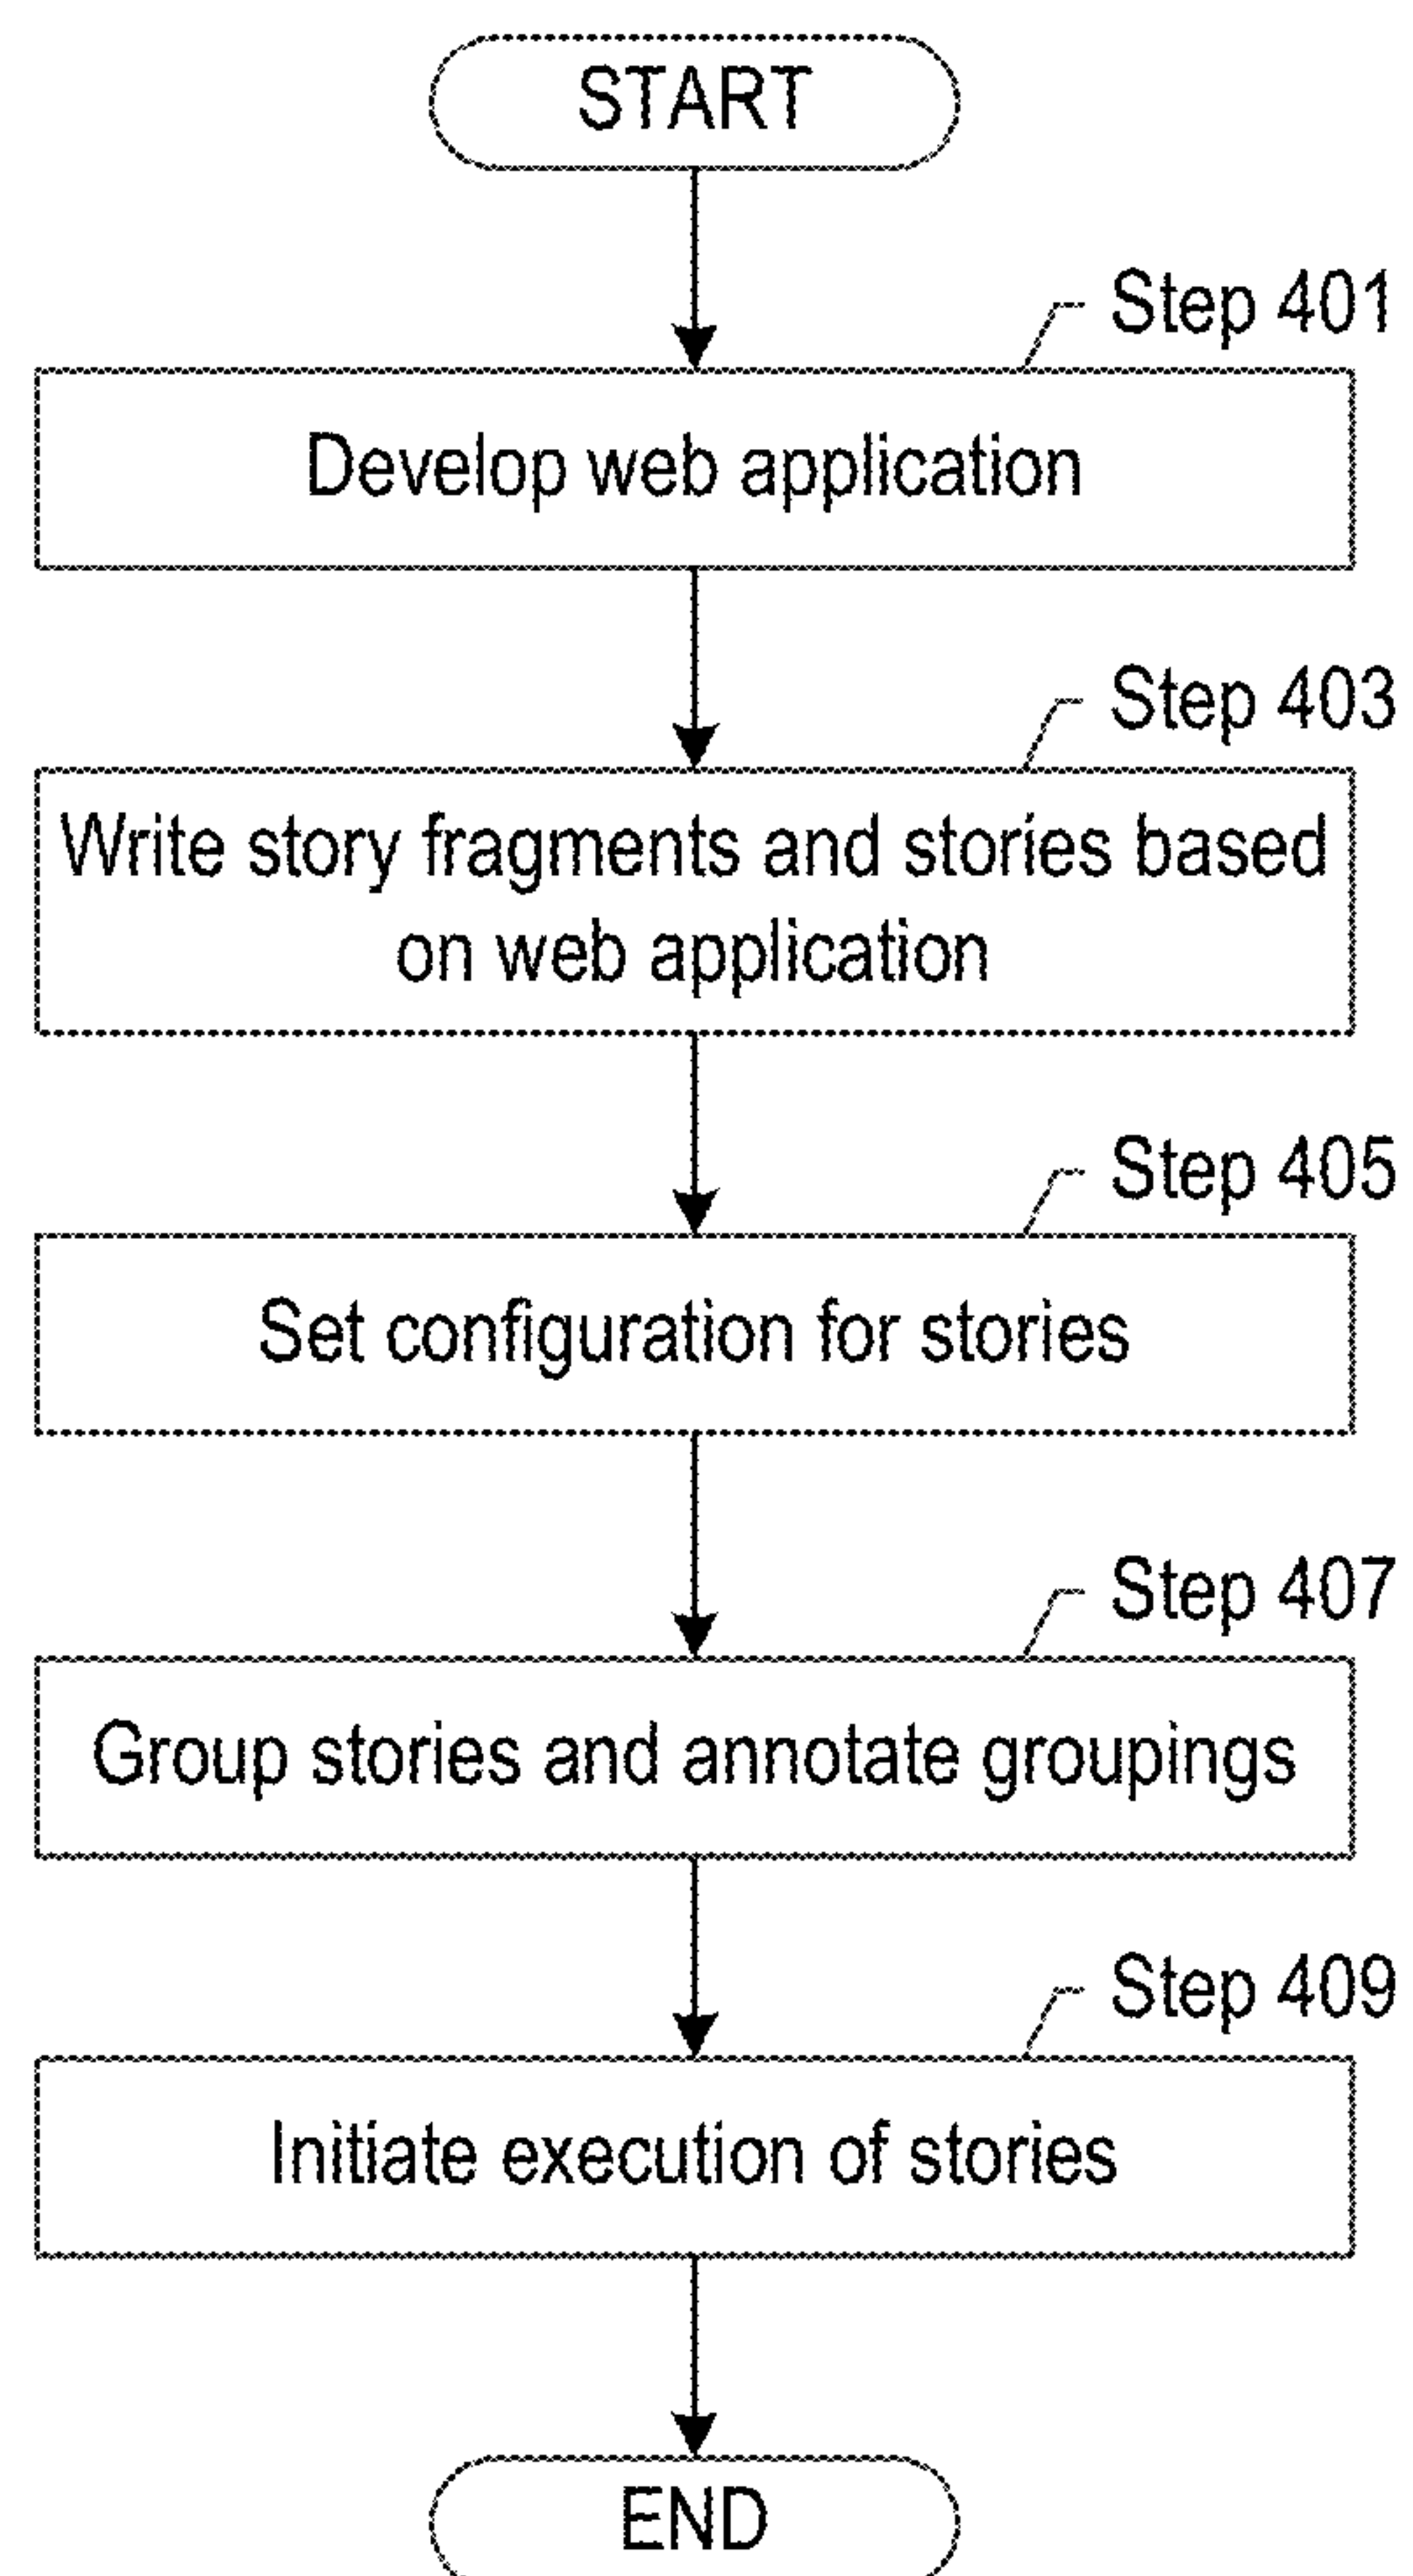 START
Step 401
Develop web application
Step 403
Write story fragments and stories based
on web application
Step 405
Set configuration for stories
Step 407
Group stories and annotate groupings
Step 409
Initiate execution of stories
END